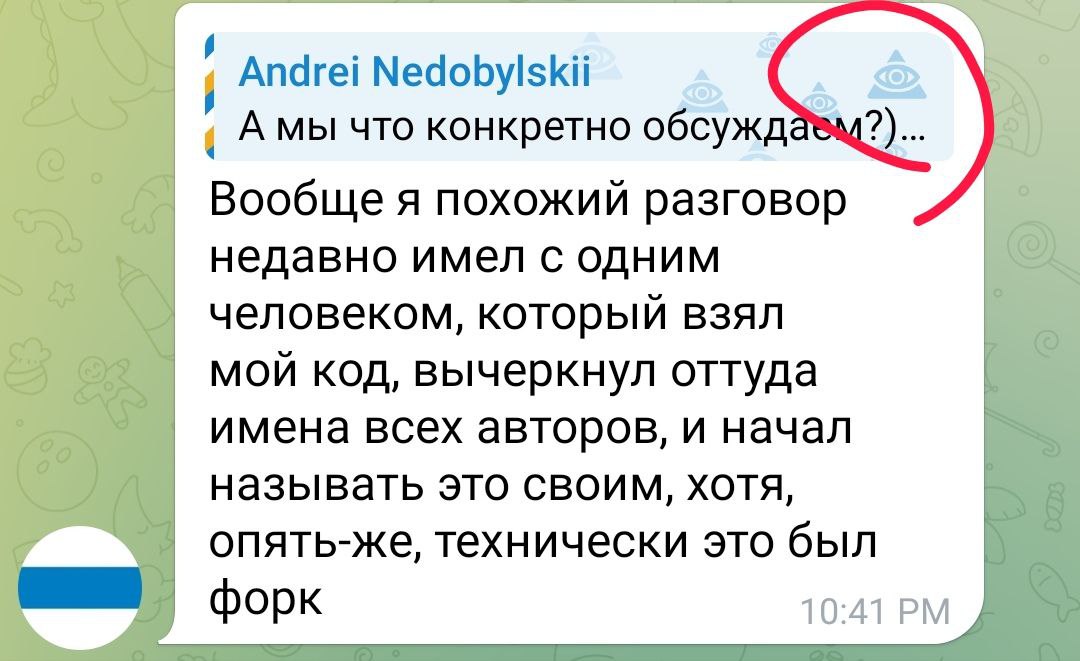 Andrei Nedobylskii
А мы что конкретно обсуждаем?)...
Вообще я похожий разговор
недавно имел с одним
человеком, который взял
мой код, вычеркнул оттуда
имена всех авторов, и начал
называть это своим, хотя,
опять-же, технически это был
форк
10:41 PM